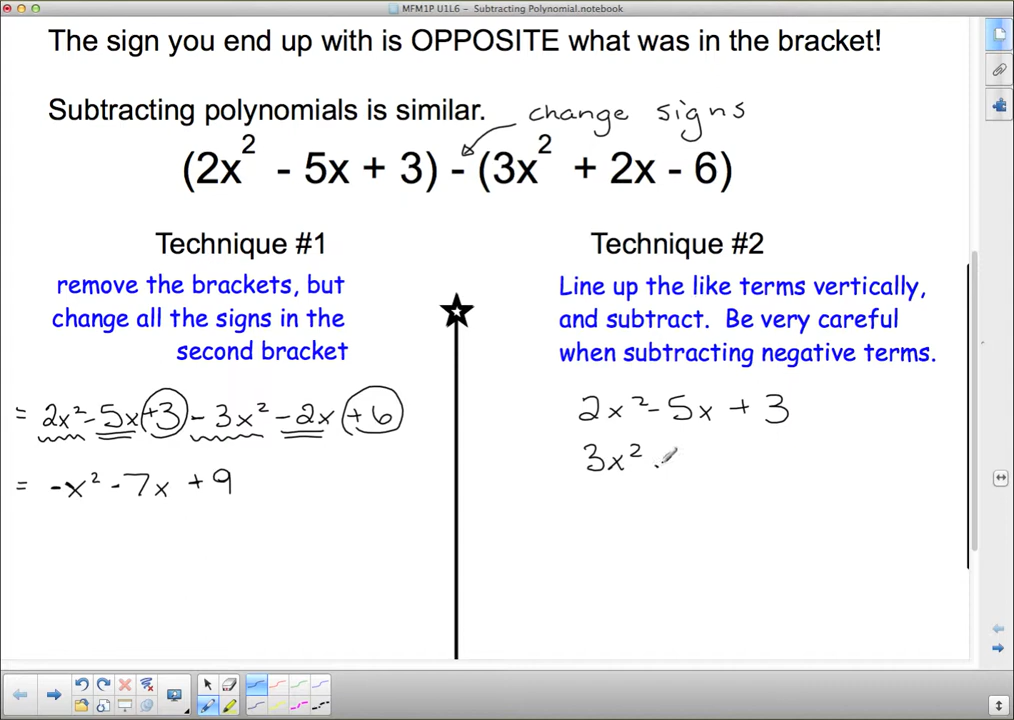 MFM1P U1L6 - Subtracting Polynomial.notebook
The sign you end up with is OPPOSITE what was in the bracket!
Subtracting polynomials is similar. change signs
(2x² - 5x + 3) - (3x² + 2x - 6)
Technique #1
remove the brackets, but
change all the signs in the
second bracket
= 2x² - 5x + 3 - 3x² - 2x + 6
= -x² - 7x + 9
Technique #2
Line up the like terms vertically,
and subtract. Be very careful
when subtracting negative terms.
2x² - 5x + 3
3x²